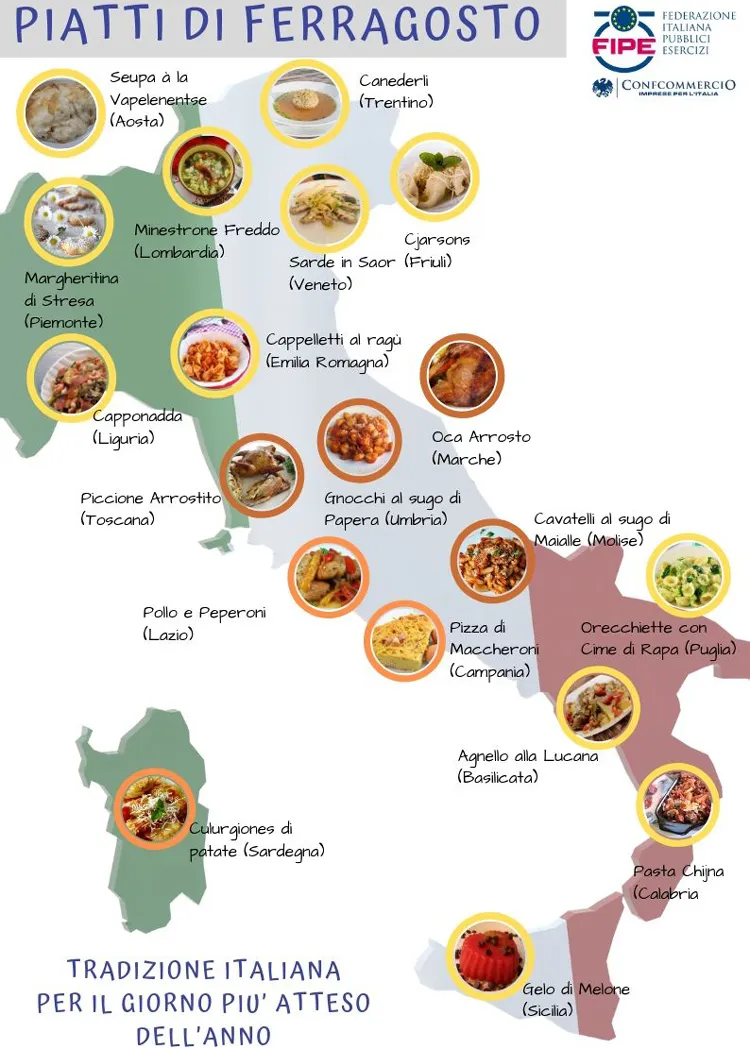 PIATTI DI FERRAGOSTO
FIPE
FEDERAZIONE
ITALIANA
PUBBLICI
ESERCIZI
CONFCOMMERCIO
IMPRESE PER L'ITALIA
Seupa à la
Vapelenentse
(Aosta)
Canederli
(Trentino)
Minestrone Freddo
(Lombardia)
Sarde in Saor
(Veneto)
Cjarsons
(Friuli)
Margheritina
di Stresa
(Piemonte)
Cappelletti al ragù
(Emilia Romagna)
Capponadda
(Liguria)
Oca Arrosto
(Marche)
Piccione Arrostito
(Toscana)
Gnocchi al sugo di
Papera (Umbria)
Cavatelli al sugo di
Maialle (Molise)
Pollo e Peperoni
(Lazio)
Pizza di
Maccheroni
(Campania)
Orecchiette con
Cime di Rapa (Puglia)
Agnello alla Lucana
(Basilicata)
Culurgiones di
patate (Sardegna)
Pasta Chijna
(Calabria
Gelo di Melone
(Sicilia)
TRADIZIONE ITALIANA
PER IL GIORNO PIU' ATTESO
DELL'ANNO